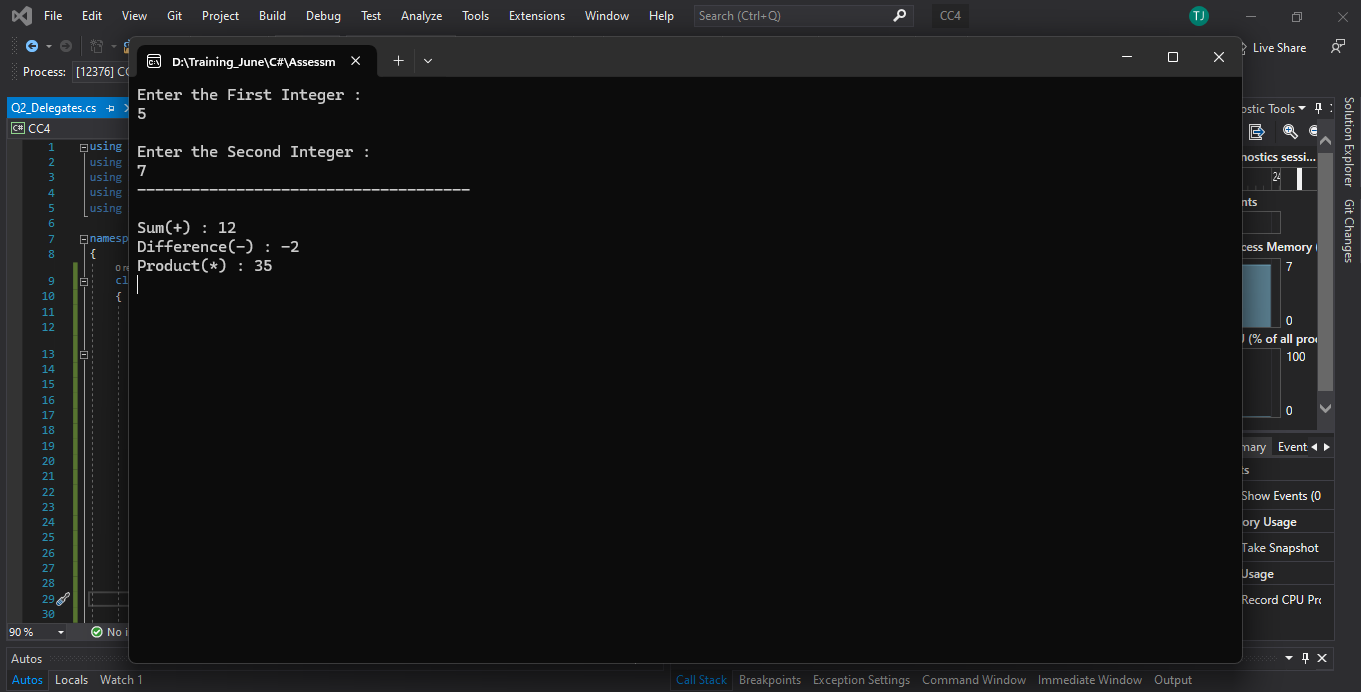 File Edit View Git Project Build Debug Test Analyze Tools Extensions Window Help Search (Ctrl+Q) CC4 TJ
Live Share
Process: [12376] CC
D:\Training_June\C#\Assessm
Q2_Delegates.cs
C# CC4
Enter the First Integer :
5
Enter the Second Integer :
7
-------------------------------------
Sum(+) : 12
Difference(-) : -2
Product(*) : 35
1 using
2 using
3 using
4 using
5 using
6
7 namesp
8 {
0 re
9 cl
10 {
11
12
13
14
15
16
17
18
19
20
21
22
23
24
25
26
27
28
29
30
90 % No i
ostic Tools
nostics sessi...
24
nts
cess Memory (
7
0
(% of all pro
100
0
mary Event
ts
Show Events (0
ory Usage
Take Snapshot
Usage
Record CPU Pr
Solution Explorer
Git Changes
Autos
Autos Locals Watch 1
Call Stack Breakpoints Exception Settings Command Window Immediate Window Output